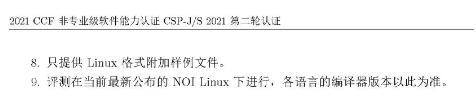 2021 CCF 非专业级软件能力认证 CSP-J/S 2021 第二轮认证
8. 只提供 Linux 格式附加样例文件。
9. 评测在当前最新公布的 NOI Linux 下进行，各语言的编译器版本以此为准。